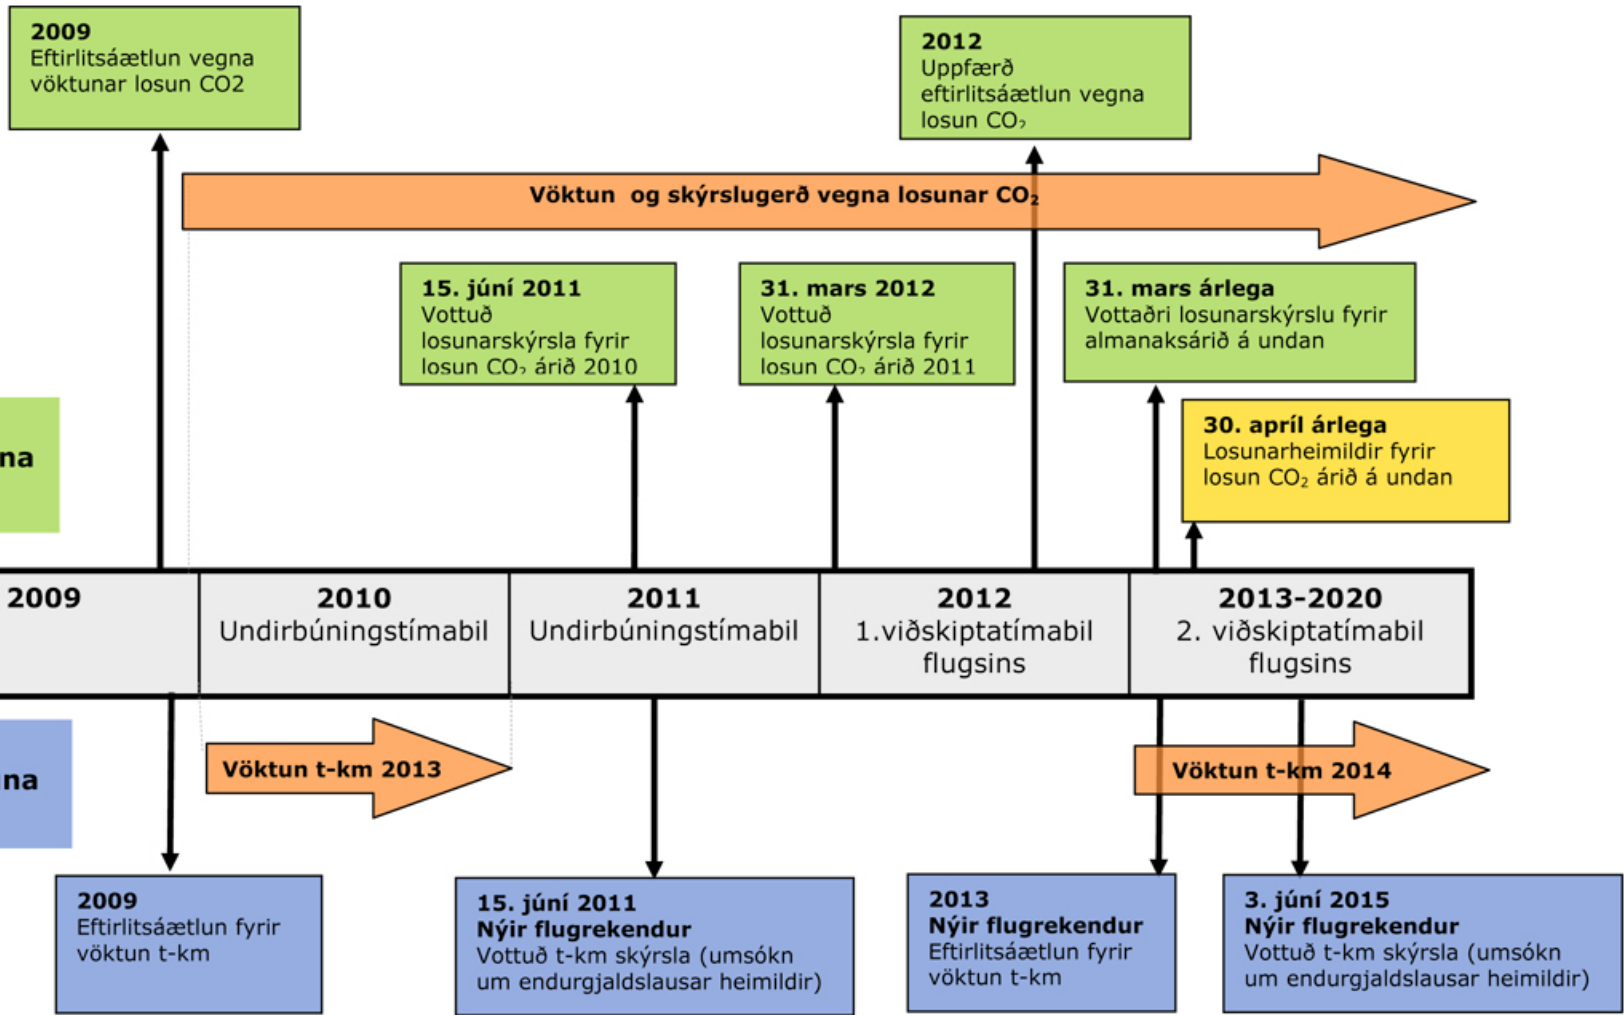 2009
Eftirlitsáætlun vegna
vöktunar losun CO2
2012
Uppfærð
eftirlitsáætlun vegna
losun CO₂
Vöktun og skýrslugerð vegna losunar CO₂
15. júní 2011
Vottuð
losunarskýrsla fyrir
losun CO₂ árið 2010
31. mars 2012
Vottuð
losunarskýrsla fyrir
losun CO₂ árið 2011
31. mars árlega
Vottaðri losunarskýrslu fyrir
almanaksárið á undan
30. apríl árlega
Losunarheimildir fyrir
losun CO₂ árið á undan
na
2009
2010
Undirbúningstímabil
2011
Undirbúningstímabil
2012
1.viðskiptatímabil
flugsins
2013-2020
2. viðskiptatímabil
flugsins
na
Vöktun t-km 2013
Vöktun t-km 2014
2009
Eftirlitsáætlun fyrir
vöktun t-km
15. júní 2011
Nýir flugrekendur
Vottuð t-km skýrsla (umsókn
um endurgjaldslausar heimildir)
2013
Nýir flugrekendur
Eftirlitsáætlun fyrir
vöktun t-km
3. júní 2015
Nýir flugrekendur
Vottuð t-km skýrsla (umsókn
um endurgjaldslausar heimildir)